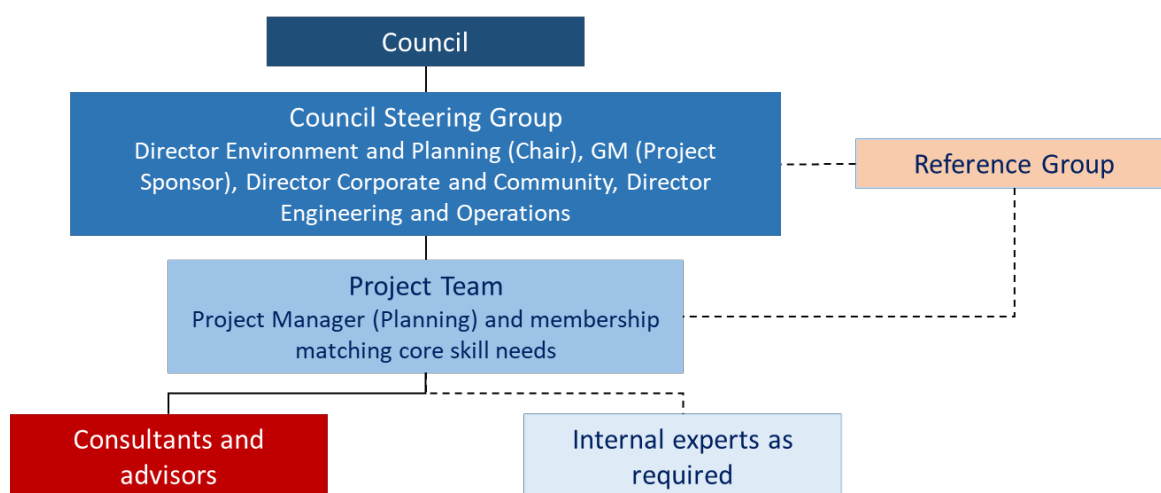 Council
Council Steering Group
Director Environment and Planning (Chair), GM (Project
Sponsor), Director Corporate and Community, Director
Engineering and Operations
Reference Group
Project Team
Project Manager (Planning) and membership
matching core skill needs
Consultants and
advisors
Internal experts as
required